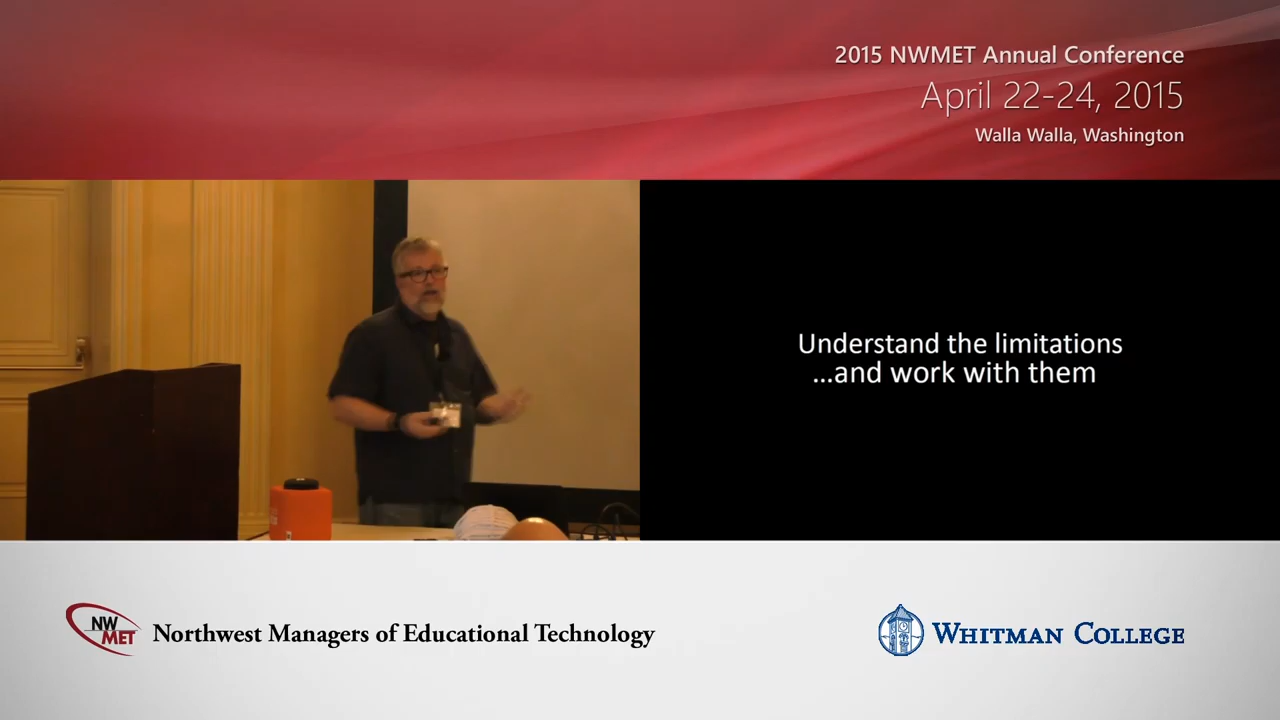 2015 NWMET Annual Conference
April 22-24, 2015
Walla Walla, Washington
Understand the limitations
...and work with them
NW
MET
Northwest Managers of Educational Technology
WHITMAN COLLEGE